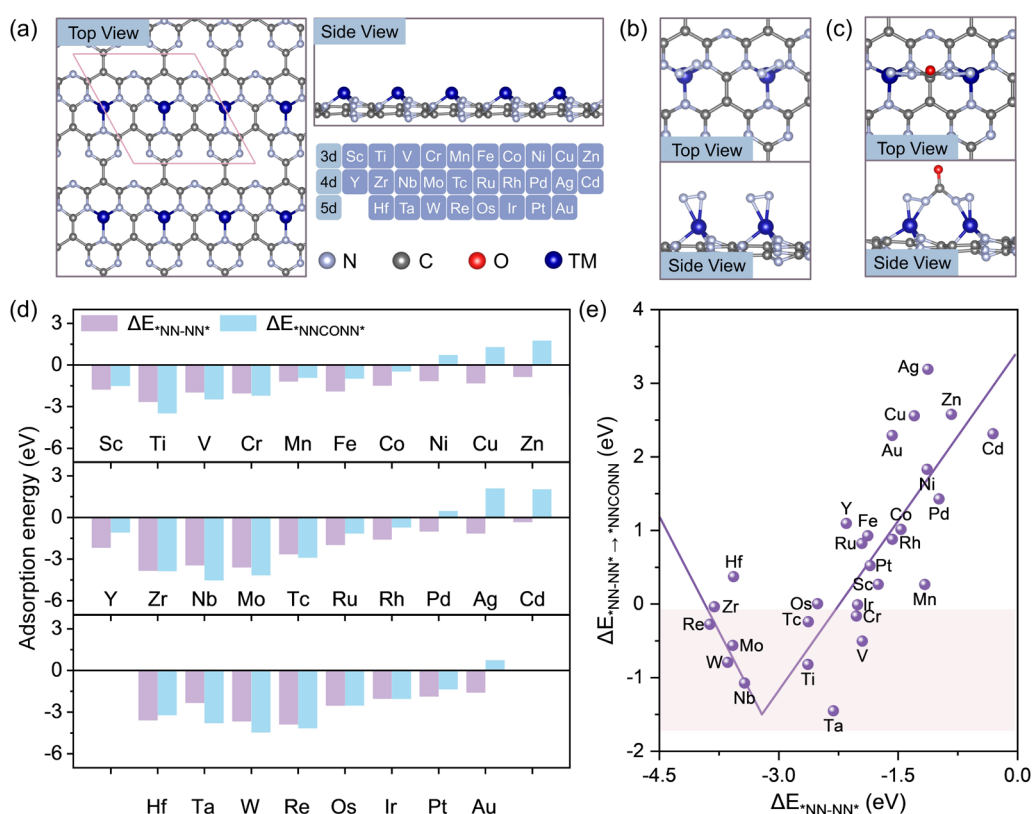 (a)
Top View
Side View
3d Sc Ti V Cr Mn Fe Co Ni Cu Zn
4d Y Zr Nb Mo Tc Ru Rh Pd Ag Cd
5d Hf Ta W Re Os Ir Pt Au
N C O TM
(b)
Top View
Side View
(c)
Top View
Side View
(d)
ΔE*NN-NN* ΔE*NNCONN*
Adsorption energy (eV)
3
0
-3
-6
Sc Ti V Cr Mn Fe Co Ni Cu Zn
3
0
-3
-6
Y Zr Nb Mo Tc Ru Rh Pd Ag Cd
3
0
-3
-6
Hf Ta W Re Os Ir Pt Au
(e)
ΔE*NN-NN* → *NNCONN (eV)
4
3
2
1
0
-1
-2
Ag
Cu
Zn
Au
Cd
Ni
Pd
Y
Fe
Co
Ru
Rh
Hf
Pt
Sc
Mn
Zr
Os
Ir
Re
Tc
Cr
Mo
V
W
Ti
Nb
Ta
-4.5 -3.0 -1.5 0.0
ΔE*NN-NN* (eV)